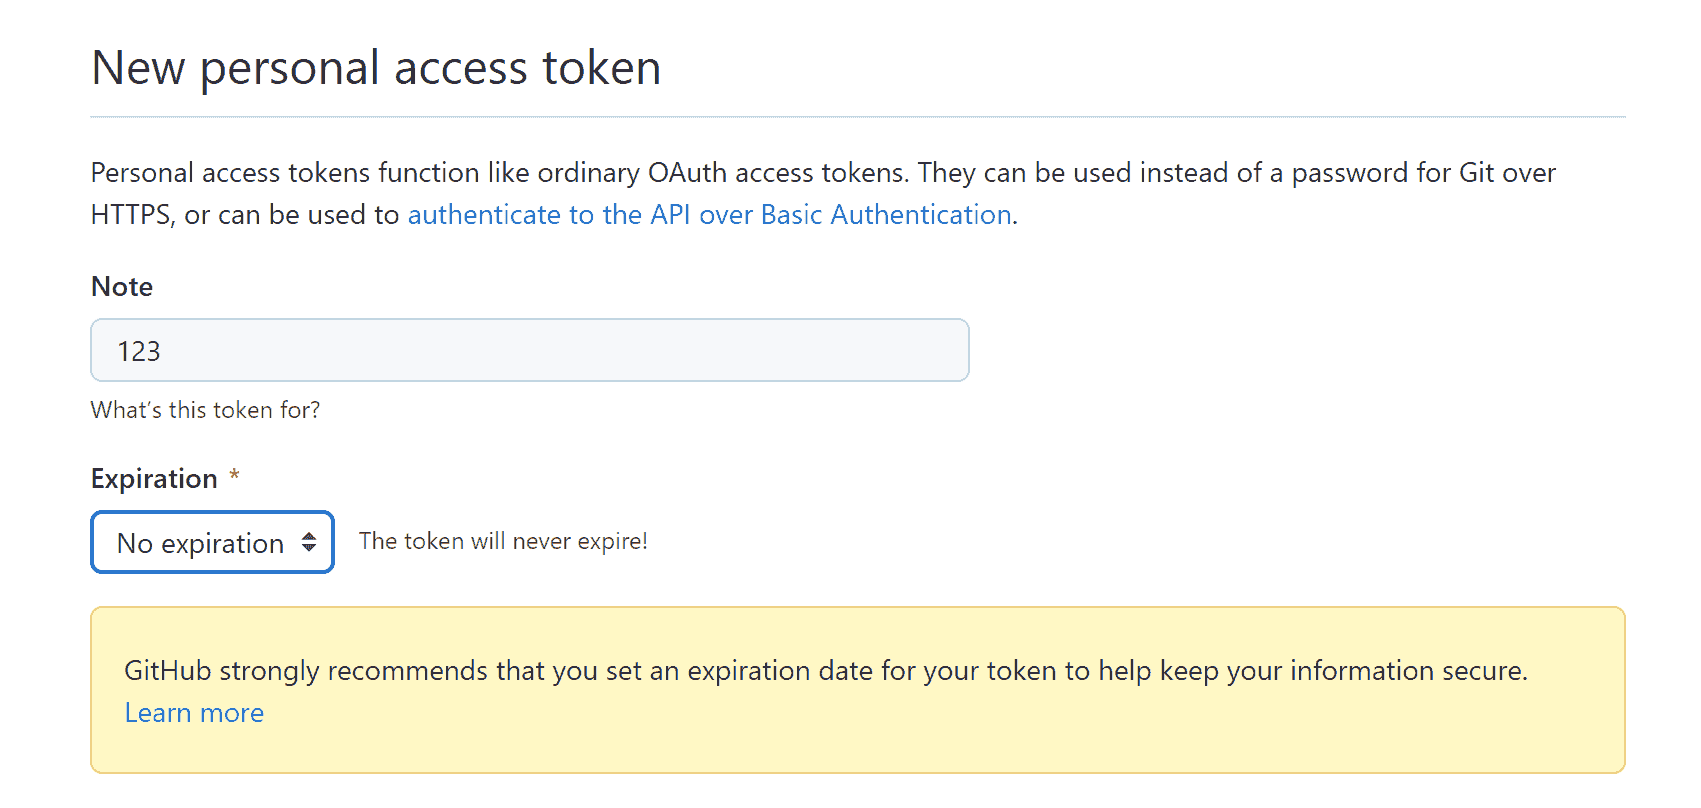 New personal access token
Personal access tokens function like ordinary OAuth access tokens. They can be used instead of a password for Git over
HTTPS, or can be used to authenticate to the API over Basic Authentication.
Note
123
What's this token for?
Expiration *
No expiration The token will never expire!
GitHub strongly recommends that you set an expiration date for your token to help keep your information secure.
Learn more